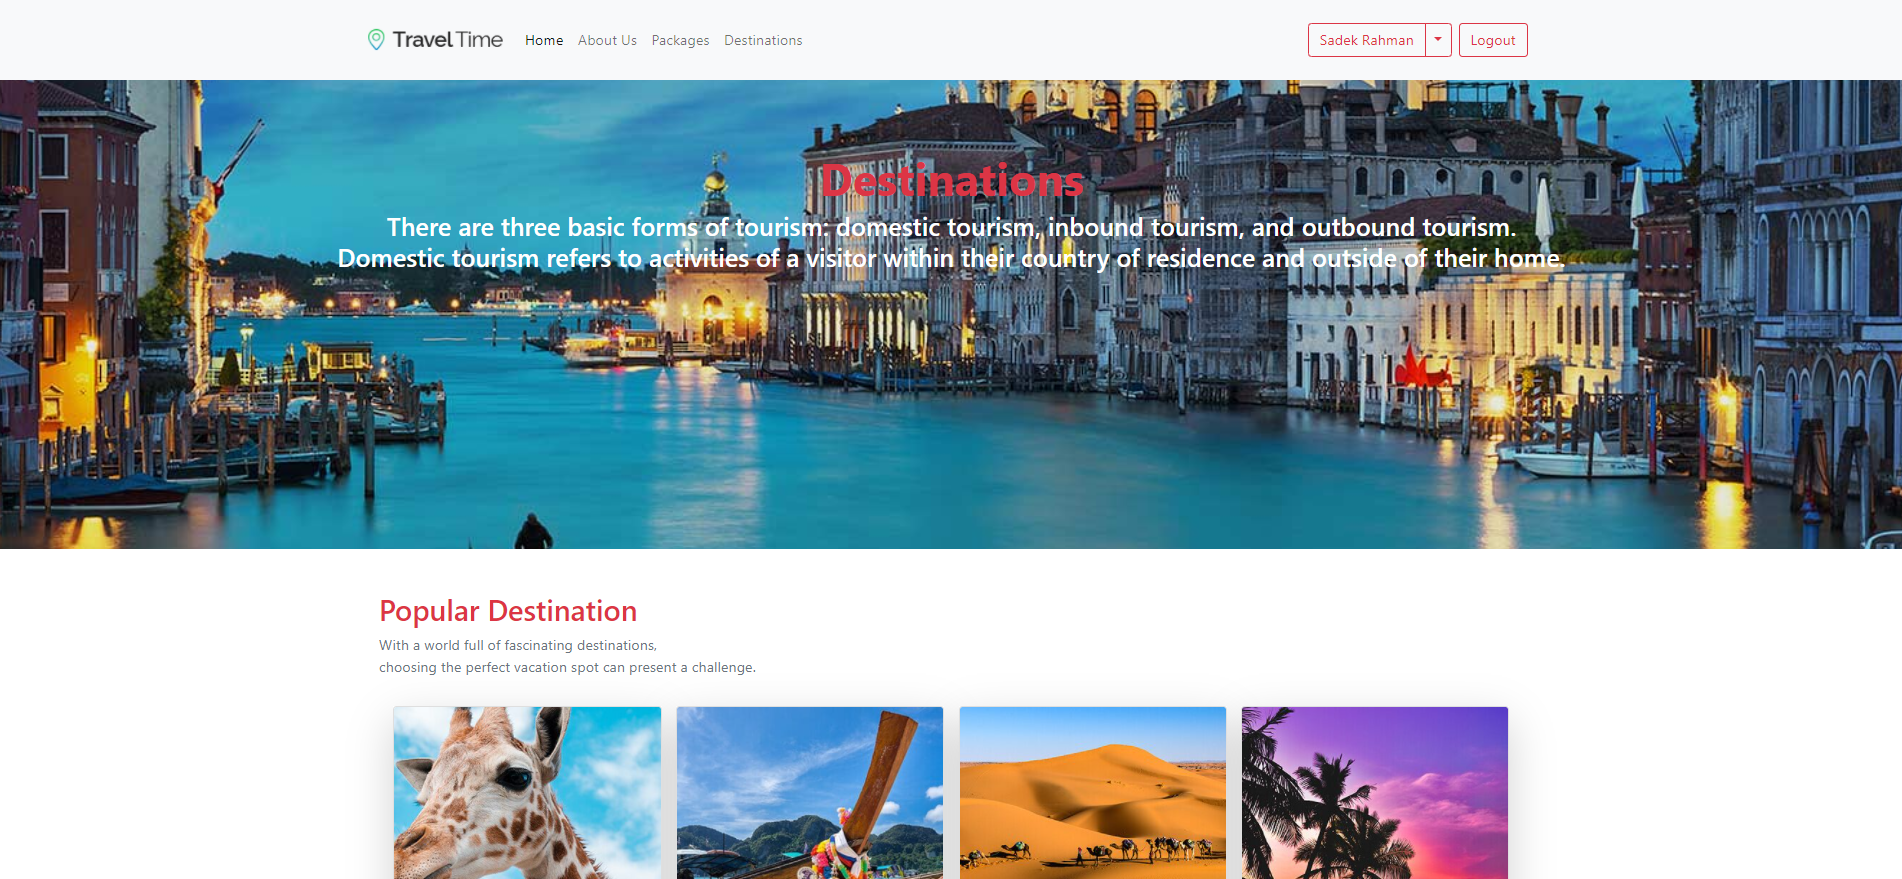 TravelTime
Home
About Us
Packages
Destinations
Sadek Rahman
Logout
Destinations
There are three basic forms of tourism: domestic tourism, inbound tourism, and outbound tourism.
Domestic tourism refers to activities of a visitor within their country of residence and outside of their home.
Popular Destination
With a world full of fascinating destinations,
choosing the perfect vacation spot can present a challenge.